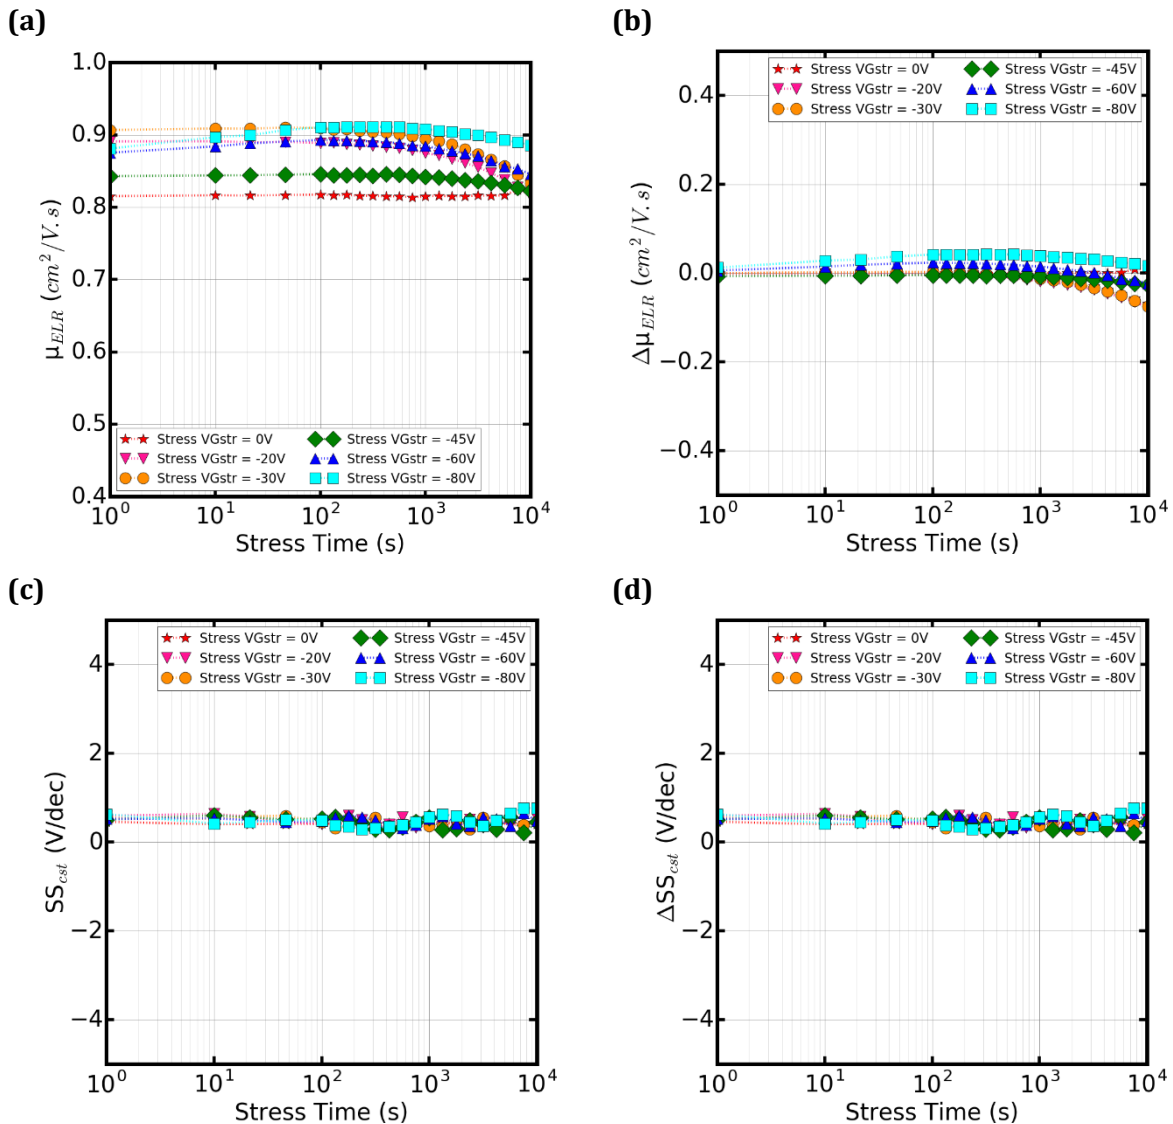 (a)
1.0
0.9
0.8
0.7
0.6
0.5
0.4
μ_ELR (cm²/V.s)
Stress VGstr = 0V
Stress VGstr = -20V
Stress VGstr = -30V
Stress VGstr = -45V
Stress VGstr = -60V
Stress VGstr = -80V
10⁰ 10¹ 10² 10³ 10⁴
Stress Time (s)
(b)
0.4
0.2
0.0
−0.2
−0.4
Δμ_ELR (cm²/V.s)
Stress VGstr = 0V
Stress VGstr = -20V
Stress VGstr = -30V
Stress VGstr = -45V
Stress VGstr = -60V
Stress VGstr = -80V
10⁰ 10¹ 10² 10³ 10⁴
Stress Time (s)
(c)
4
2
0
−2
−4
SS_cst (V/dec)
Stress VGstr = 0V
Stress VGstr = -20V
Stress VGstr = -30V
Stress VGstr = -45V
Stress VGstr = -60V
Stress VGstr = -80V
10⁰ 10¹ 10² 10³ 10⁴
Stress Time (s)
(d)
4
2
0
−2
−4
ΔSS_cst (V/dec)
Stress VGstr = 0V
Stress VGstr = -20V
Stress VGstr = -30V
Stress VGstr = -45V
Stress VGstr = -60V
Stress VGstr = -80V
10⁰ 10¹ 10² 10³ 10⁴
Stress Time (s)